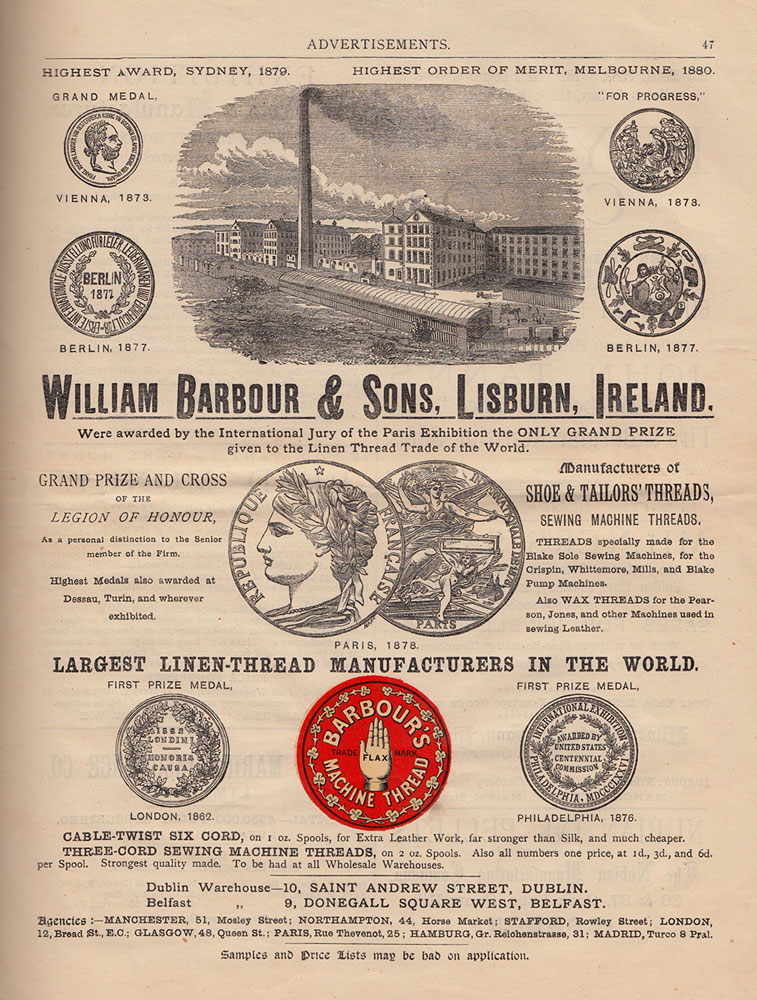 ADVERTISEMENTS. 47
HIGHEST AWARD, SYDNEY, 1879. HIGHEST ORDER OF MERIT, MELBOURNE, 1880.
GRAND MEDAL,
VIENNA, 1873.
"FOR PROGRESS,"
VIENNA, 1873.
BERLIN
1877
BERLIN, 1877.
BERLIN, 1877.
WILLIAM BARBOUR & SONS, LISBURN, IRELAND.
Were awarded by the International Jury of the Paris Exhibition the ONLY GRAND PRIZE
given to the Linen Thread Trade of the World.
GRAND PRIZE AND CROSS
OF THE
LEGION OF HONOUR,
As a personal distinction to the Senior
member of the Firm.
Highest Medals also awarded at
Dessau, Turin, and wherever
exhibited.
REPUBLIQUE FRANÇAISE
PARIS
PARIS, 1878.
Manufacturers of
SHOE & TAILORS' THREADS,
SEWING MACHINE THREADS.
THREADS specially made for the
Blake Sole Sewing Machines, for the
Crispin, Whittemore, Mills, and Blake
Pump Machines.
Also WAX THREADS for the Pear-
son, Jones, and other Machines used in
sewing Leather.
LARGEST LINEN-THREAD MANUFACTURERS IN THE WORLD.
FIRST PRIZE MEDAL,
1862
LONDINI
HONORIS
CAUSA
LONDON, 1862.
BARBOUR'S
TRADE MARK
FLAX
MACHINE THREAD
FIRST PRIZE MEDAL,
INTERNATIONAL EXHIBITION
AWARDED BY
UNITED STATES
CENTENNIAL
COMMISSION
PHILADELPHIA, MDCCCLXXVI
PHILADELPHIA, 1876.
CABLE-TWIST SIX CORD, on 1 oz. Spools, for Extra Leather Work, far stronger than Silk, and much cheaper.
THREE-CORD SEWING MACHINE THREADS, on 2 oz. Spools. Also all numbers one price, at 1d., 3d., and 6d.
per Spool. Strongest quality made. To be had at all Wholesale Warehouses.
Dublin Warehouse—10, SAINT ANDREW STREET, DUBLIN.
Belfast „ 9, DONEGALL SQUARE WEST, BELFAST.
Agencies :—MANCHESTER, 51, Mosley Street; NORTHAMPTON, 44, Horse Market; STAFFORD, Rowley Street; LONDON,
12, Bread St., E.C.; GLASGOW, 48, Queen St.; PARIS, Rue Thevenot, 25; HAMBURG, Gr. Reichenstrasse, 31; MADRID, Turco 8 Pral.
Samples and Price Lists may be had on application.